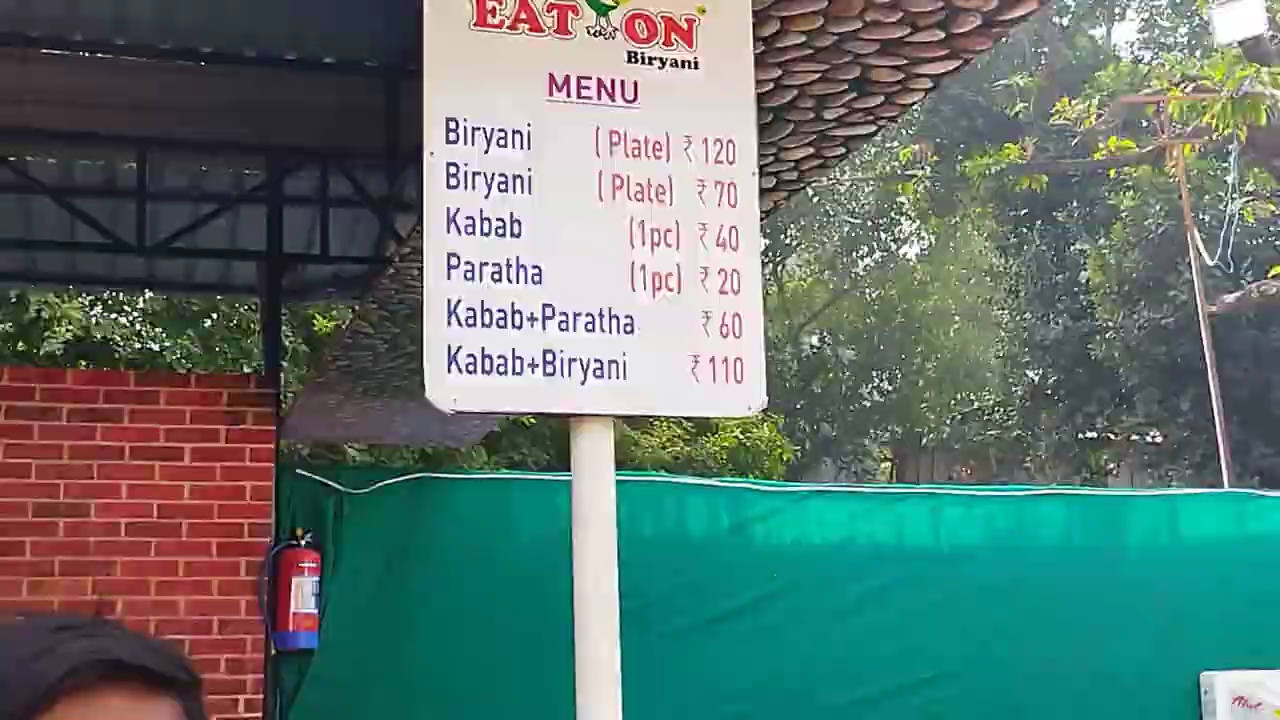 EAT ON
Biryani
MENU
Biryani (Plate) ₹120
Biryani (Plate) ₹70
Kabab (1pc) ₹40
Paratha (1pc) ₹20
Kabab+Paratha ₹60
Kabab+Biryani ₹110